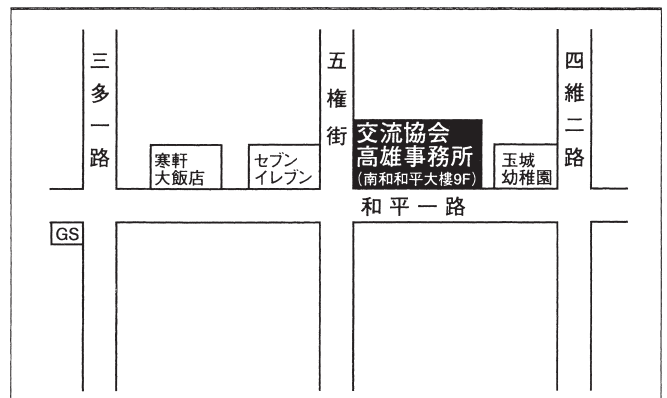 三多一路
五権街
四維二路
寒軒
大飯店
セブン
イレブン
交流協会
高雄事務所
(南和和平大樓9F)
玉城
幼稚園
和平一路
GS